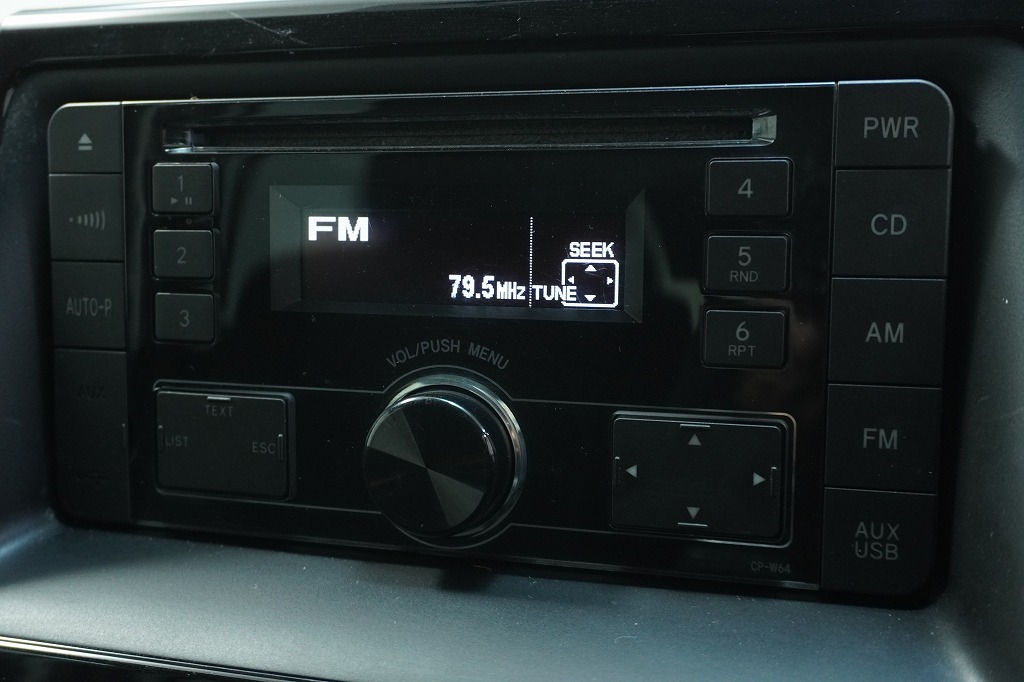 PWR
1
4
CD
2
5
RND
FM
SEEK
79.5MHz TUNE
AUTO-P
3
6
RPT
AM
VOL/PUSH MENU
AUX
TEXT
LIST
ESC
FM
AUX
USB
CP-W64